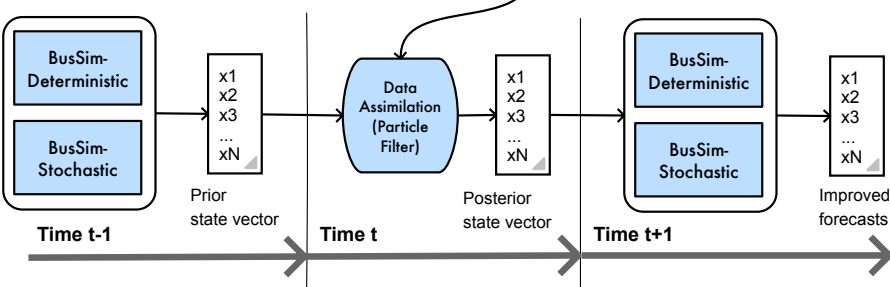 BusSim-
Deterministic
BusSim-
Stochastic
x1
x2
x3
...
xN
Prior
state vector
Time t-1
Data
Assimilation
(Particle
Filter)
x1
x2
x3
...
xN
Posterior
state vector
Time t
BusSim-
Deterministic
BusSim-
Stochastic
x1
x2
x3
...
xN
Improved
forecasts
Time t+1